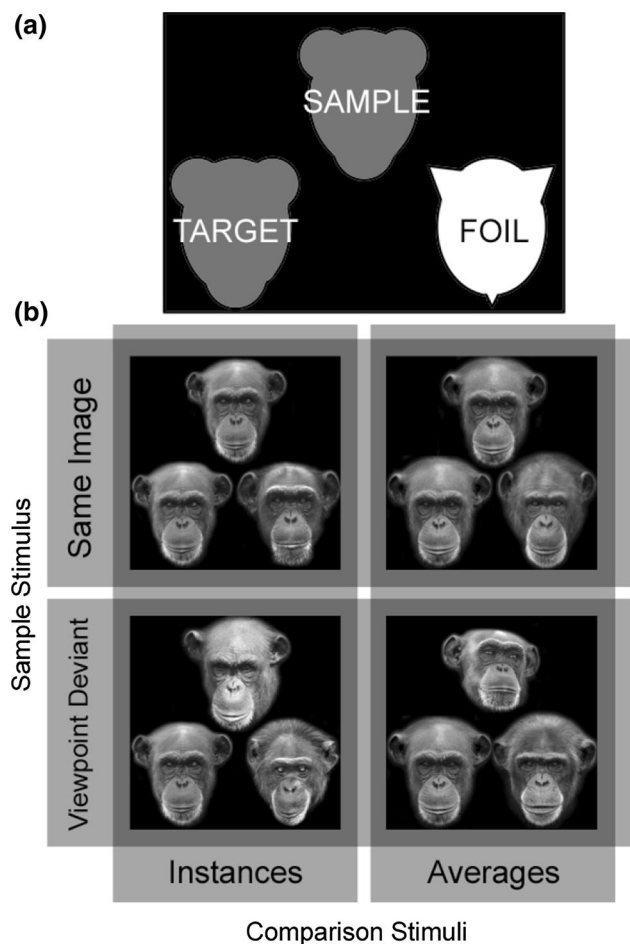 (a)
SAMPLE
TARGET
FOIL
(b)
Sample Stimulus
Same Image
Viewpoint Deviant
Instances
Averages
Comparison Stimuli